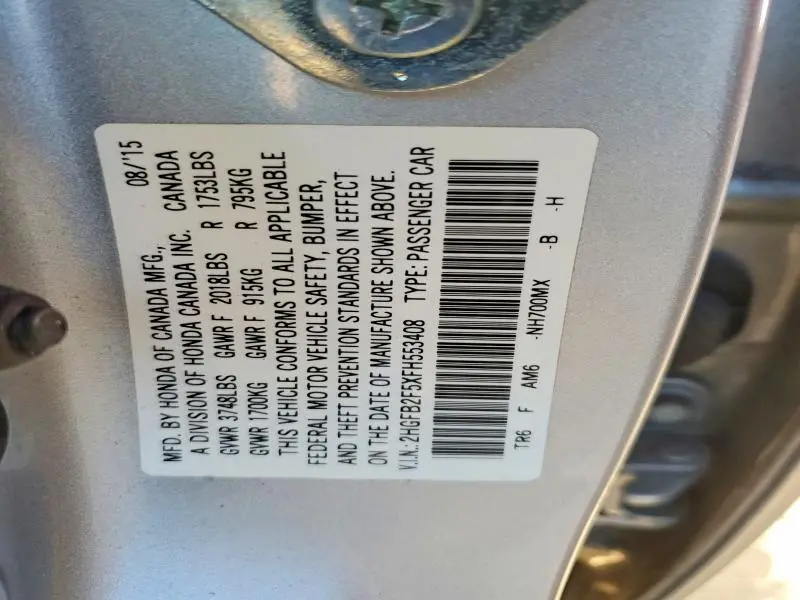 MFD. BY HONDA OF CANADA MFG., 08/'15
A DIVISION OF HONDA CANADA INC. CANADA
GVWR 3748LBS GAWR F 2018LBS R 1753LBS
GVWR 1700KG GAWR F 915KG R 795KG
THIS VEHICLE CONFORMS TO ALL APPLICABLE
FEDERAL MOTOR VEHICLE SAFETY, BUMPER,
AND THEFT PREVENTION STANDARDS IN EFFECT
ON THE DATE OF MANUFACTURE SHOWN ABOVE.
V.I.N.: 2HGFB2F5XFH553408 TYPE: PASSENGER CAR
TR6 F AM6 -NH700MX -B -H